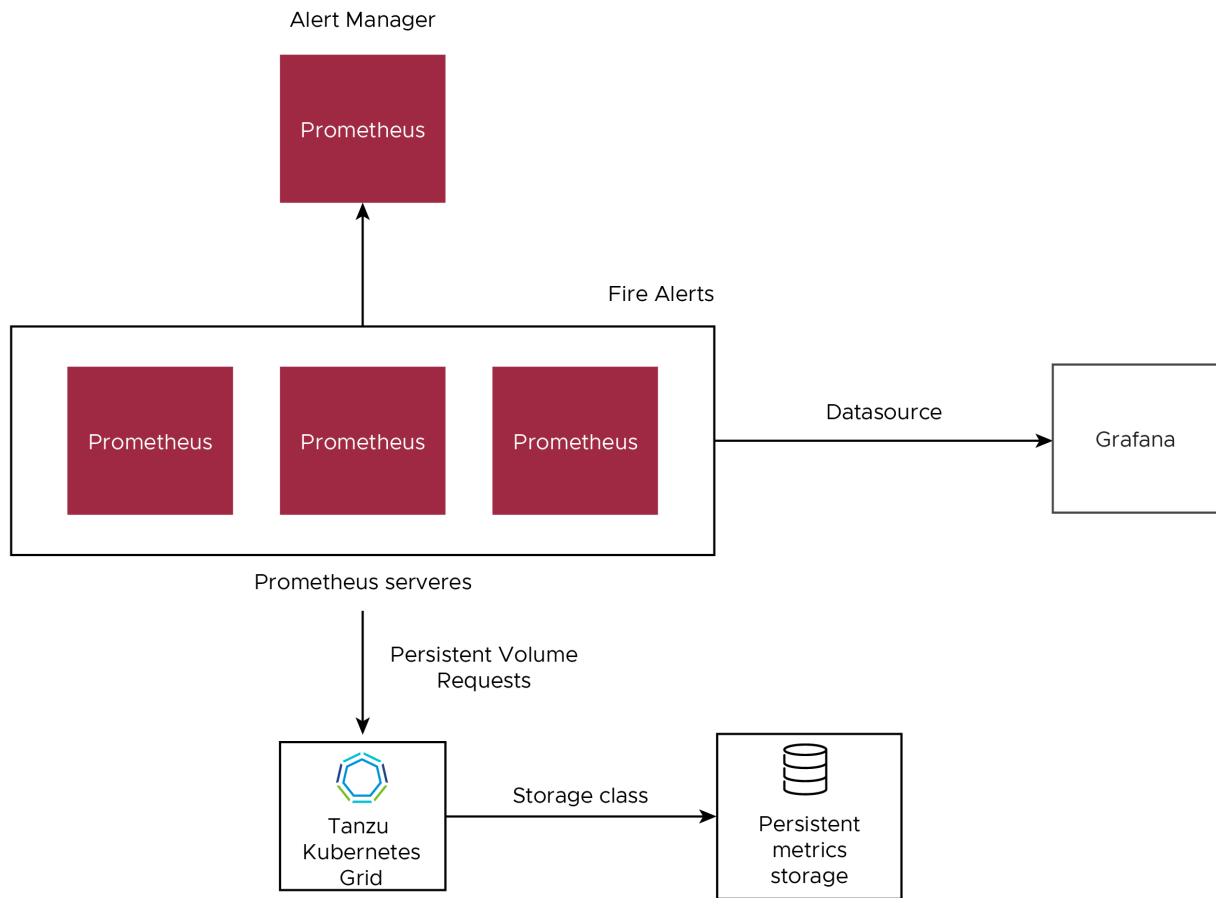 Alert Manager
Prometheus
Fire Alerts
Prometheus
Prometheus
Prometheus
Datasource
Grafana
Prometheus serveres
Persistent Volume
Requests
Tanzu
Kubernetes
Grid
Storage class
Persistent
metrics
storage